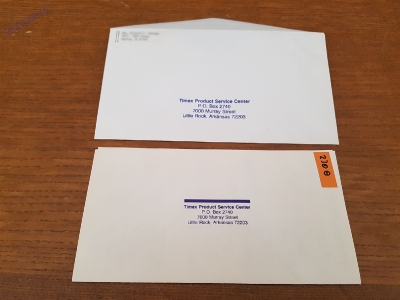 Timex Product Service Center
P.O. Box 2740
7000 Murray Street
Little Rock, Arkansas 72203
Timex Product Service Center
P.O. Box 2740
7000 Murray Street
Little Rock, Arkansas 72203